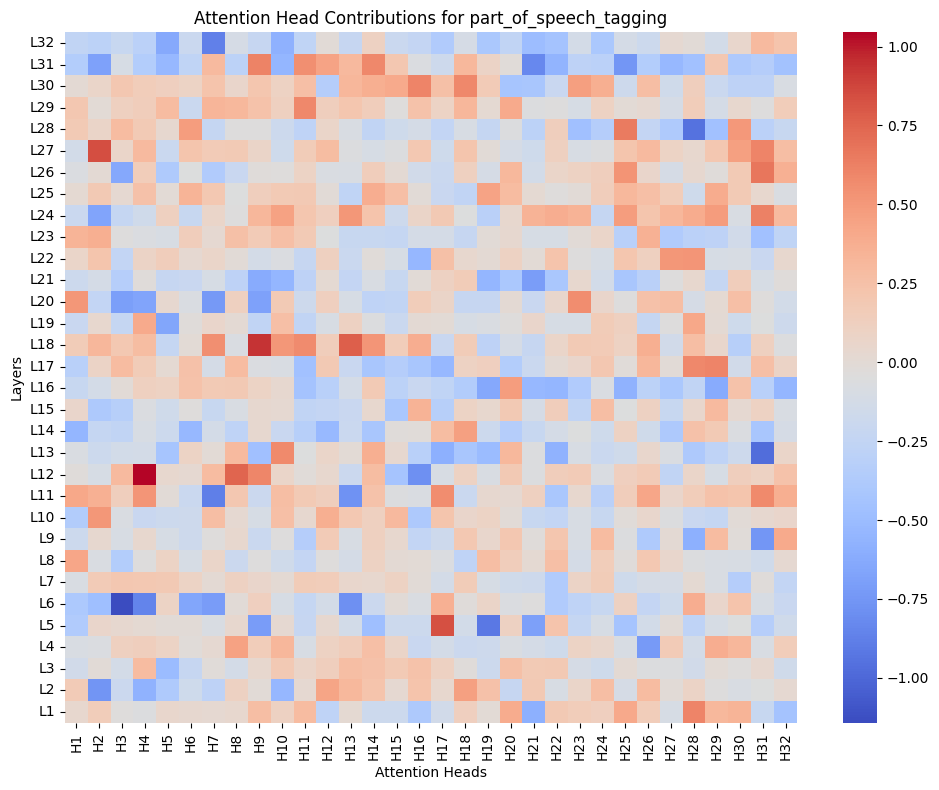 Attention Head Contributions for part_of_speech_tagging
Layers
L32
L31
L30
L29
L28
L27
L26
L25
L24
L23
L22
L21
L20
L19
L18
L17
L16
L15
L14
L13
L12
L11
L10
L9
L8
L7
L6
L5
L4
L3
L2
L1
H1 H2 H3 H4 H5 H6 H7 H8 H9 H10 H11 H12 H13 H14 H15 H16 H17 H18 H19 H20 H21 H22 H23 H24 H25 H26 H27 H28 H29 H30 H31 H32
Attention Heads
1.00
0.75
0.50
0.25
0.00
−0.25
−0.50
−0.75
−1.00